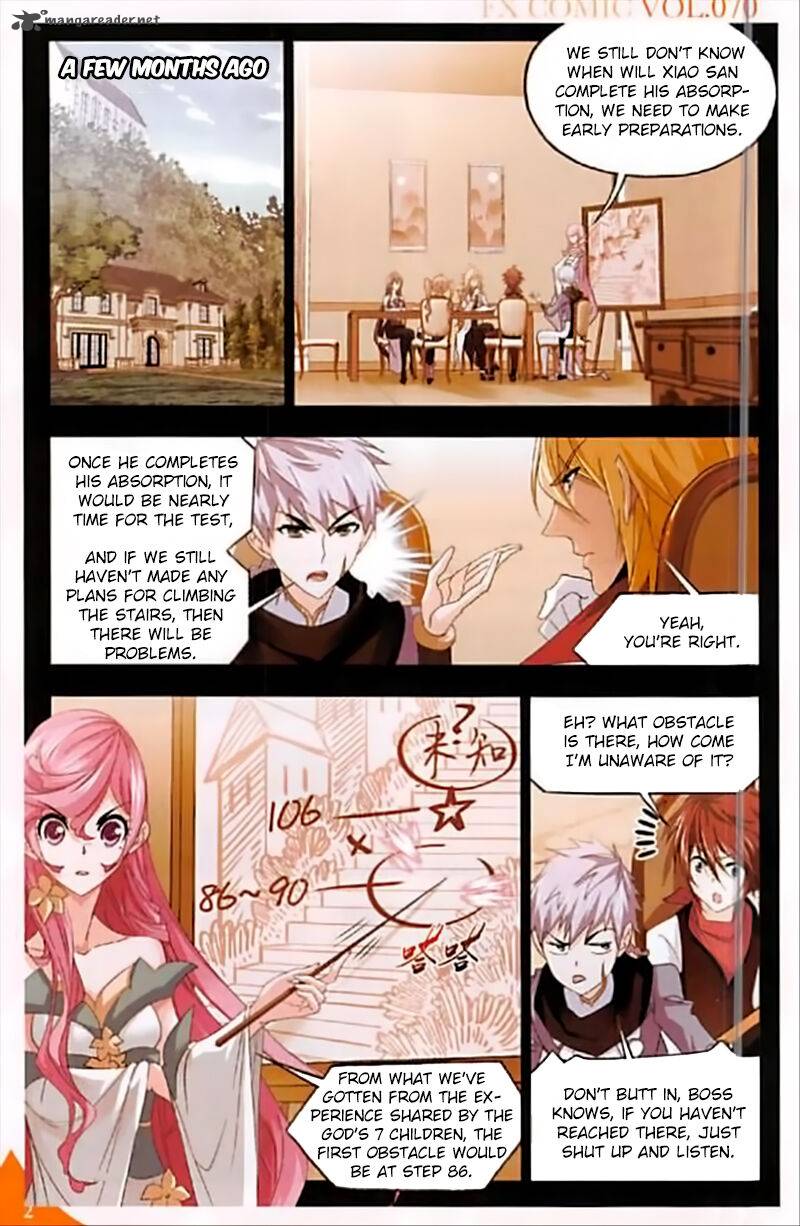 mangareader.net
EX COMIC VOL.070
A FEW MONTHS AGO
WE STILL DON'T KNOW
WHEN WILL XIAO SAN
COMPLETE HIS ABSORP-
TION, WE NEED TO MAKE
EARLY PREPARATIONS.
ONCE HE COMPLETES
HIS ABSORPTION, IT
WOULD BE NEARLY
TIME FOR THE TEST,
AND IF WE STILL
HAVEN'T MADE ANY
PLANS FOR CLIMBING
THE STAIRS, THEN
THERE WILL BE
PROBLEMS.
YEAH,
YOU'RE RIGHT.
?
未知
106
×
86~90
嗒嗒
FROM WHAT WE'VE
GOTTEN FROM THE EX-
PERIENCE SHARED BY THE
GOD'S 7 CHILDREN, THE
FIRST OBSTACLE WOULD
BE AT STEP 86.
EH? WHAT OBSTACLE
IS THERE, HOW COME
I'M UNAWARE OF IT?
DON'T BUTT IN, BOSS
KNOWS, IF YOU HAVEN'T
REACHED THERE, JUST
SHUT UP AND LISTEN.
2